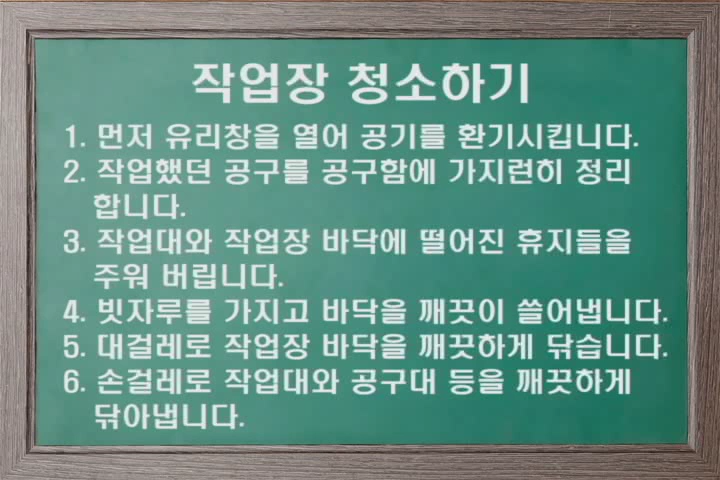 작업장 청소하기
1. 먼저 유리창을 열어 공기를 환기시킵니다.
2. 작업했던 공구를 공구함에 가지런히 정리
합니다.
3. 작업대와 작업장 바닥에 떨어진 휴지들을
주워 버립니다.
4. 빗자루를 가지고 바닥을 깨끗이 쓸어냅니다.
5. 대걸레로 작업장 바닥을 깨끗하게 닦습니다.
6. 손걸레로 작업대와 공구대 등을 깨끗하게
닦아냅니다.